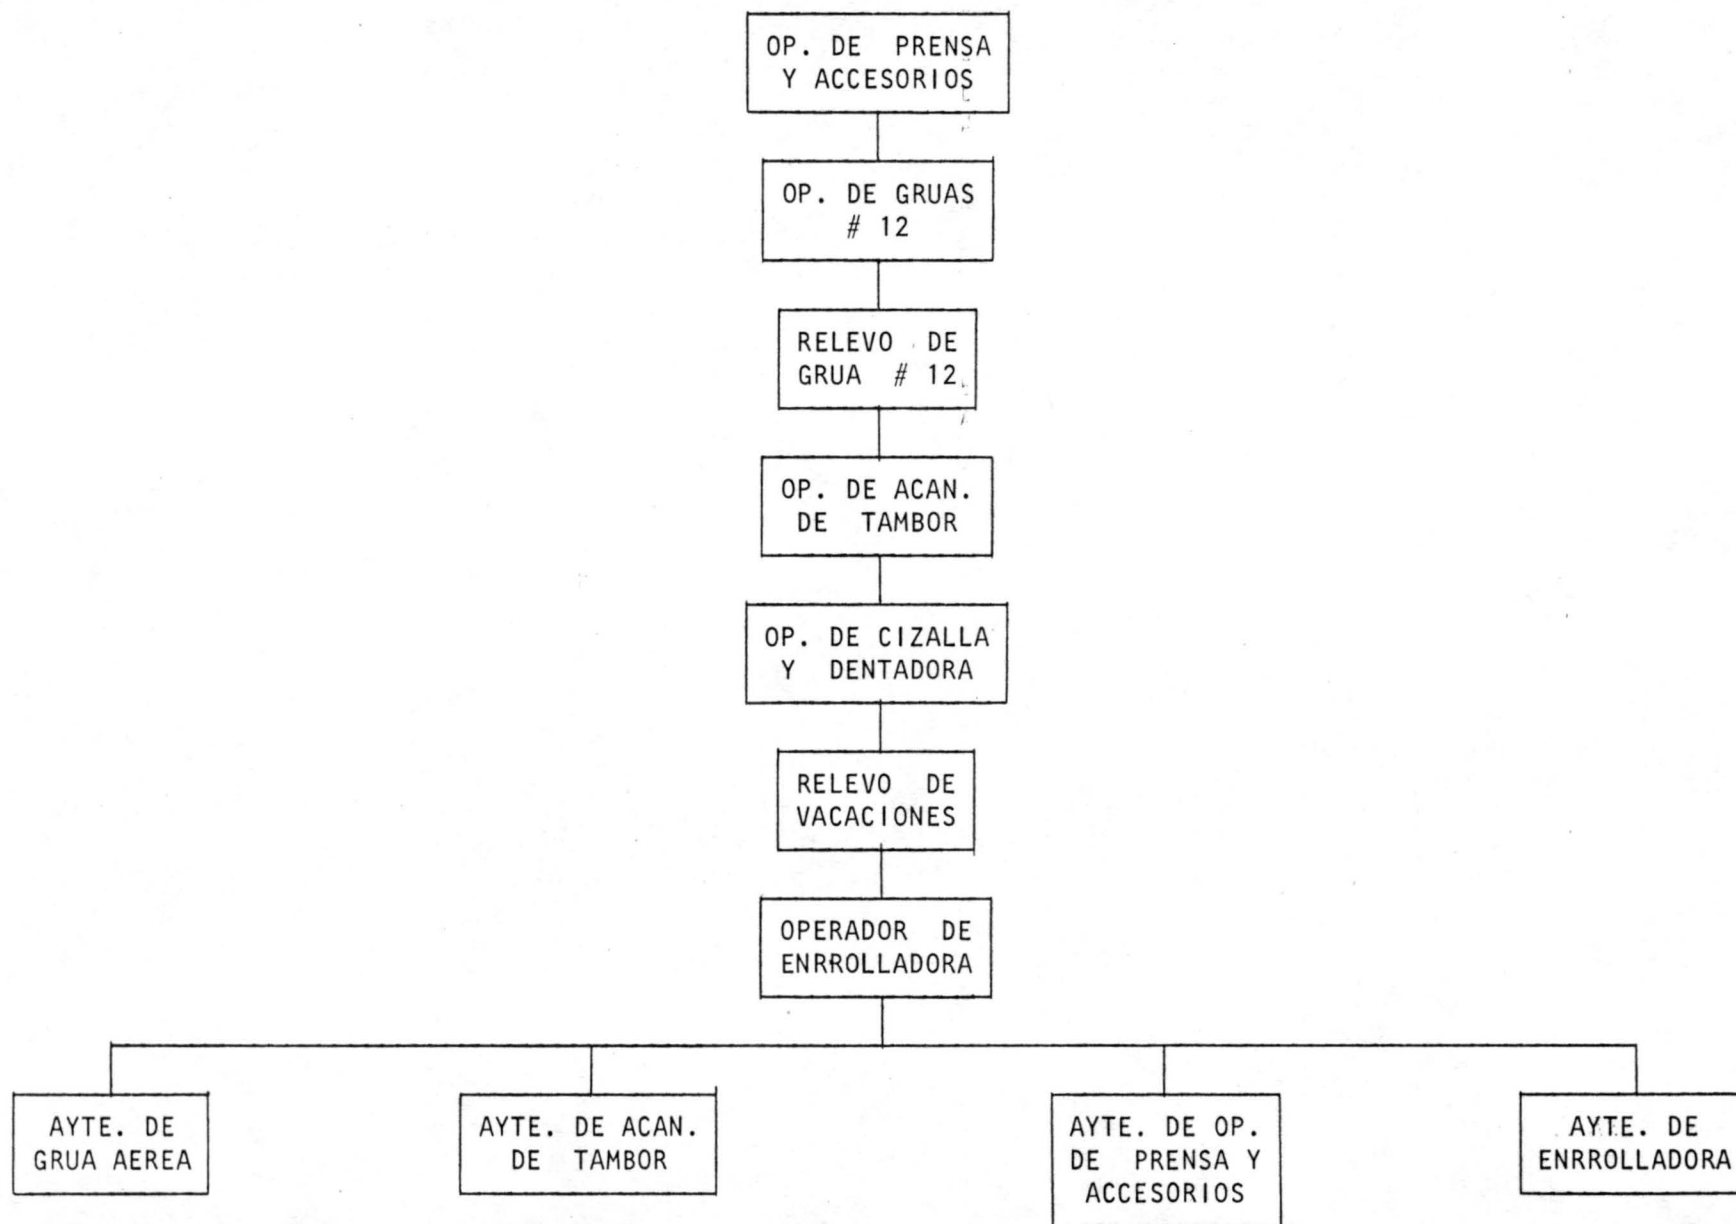 OP. DE PRENSA
Y ACCESORIOS
OP. DE GRUAS
# 12
RELEVO DE
GRUA # 12
OP. DE ACAN.
DE TAMBOR
OP. DE CIZALLA
Y DENTADORA
RELEVO DE
VACACIONES
OPERADOR DE
ENRROLLADORA
AYTE. DE
GRUA AEREA
AYTE. DE ACAN.
DE TAMBOR
AYTE. DE OP.
DE PRENSA Y
ACCESORIOS
AYTE. DE
ENRROLLADORA